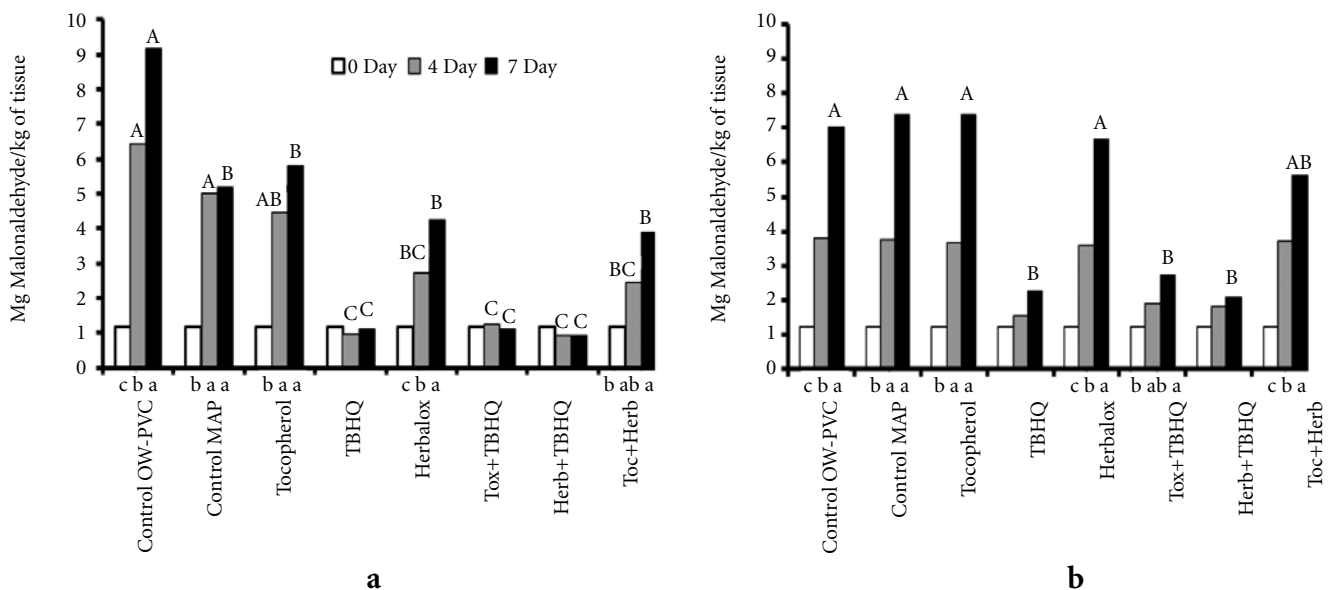 Mg Malonaldehyde/kg of tissue
10
9
8
7
6
5
4
3
2
1
0
0 Day 4 Day 7 Day
A A
A B
AB B
C C
BC B
C C
C C
BC B
c b a
b a a
b a a
c b a
b ab a
Control OW-PVC
Control MAP
Tocopherol
TBHQ
Herbalox
Tox+TBHQ
Herb+TBHQ
Toc+Herb
a
Mg Malonaldehyde/kg of tissue
10
9
8
7
6
5
4
3
2
1
0
A
A
A
B
A
B
B
AB
c b a
b a a
b a a
c b a
b ab a
c b a
Control OW-PVC
Control MAP
Tocopherol
TBHQ
Herbalox
Tox+TBHQ
Herb+TBHQ
Toc+Herb
b